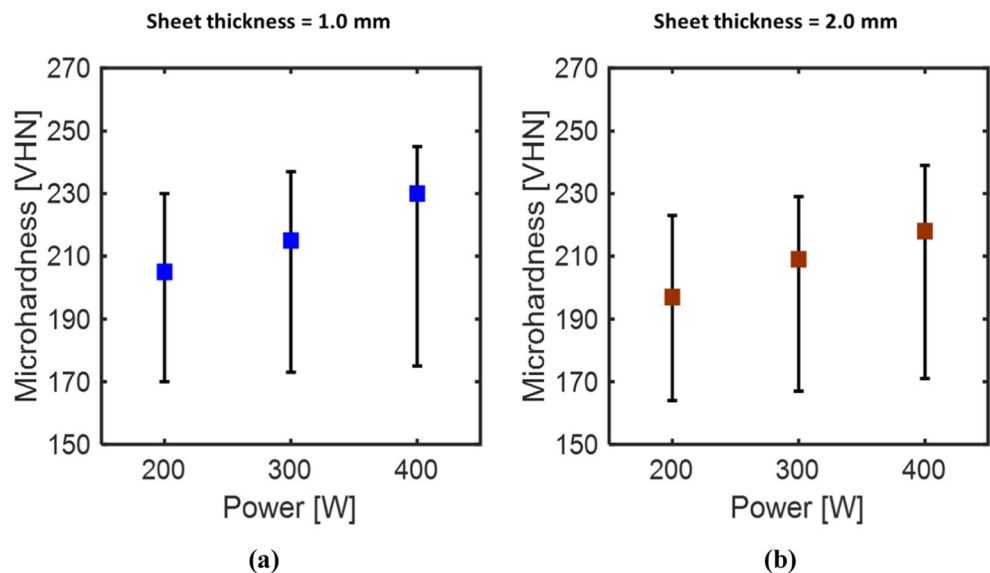 Sheet thickness = 1.0 mm
270
250
230
210
190
170
150
Microhardness [VHN]
200 300 400
Power [W]
(a)
Sheet thickness = 2.0 mm
270
250
230
210
190
170
150
Microhardness [VHN]
200 300 400
Power [W]
(b)